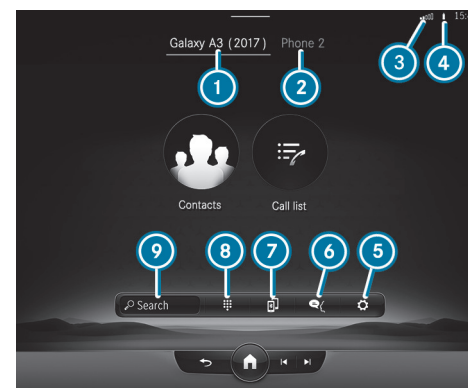 15:
Galaxy A3 (2017) Phone 2
3 4
1 2
Contacts Call list
9 8 7 6 5
Search